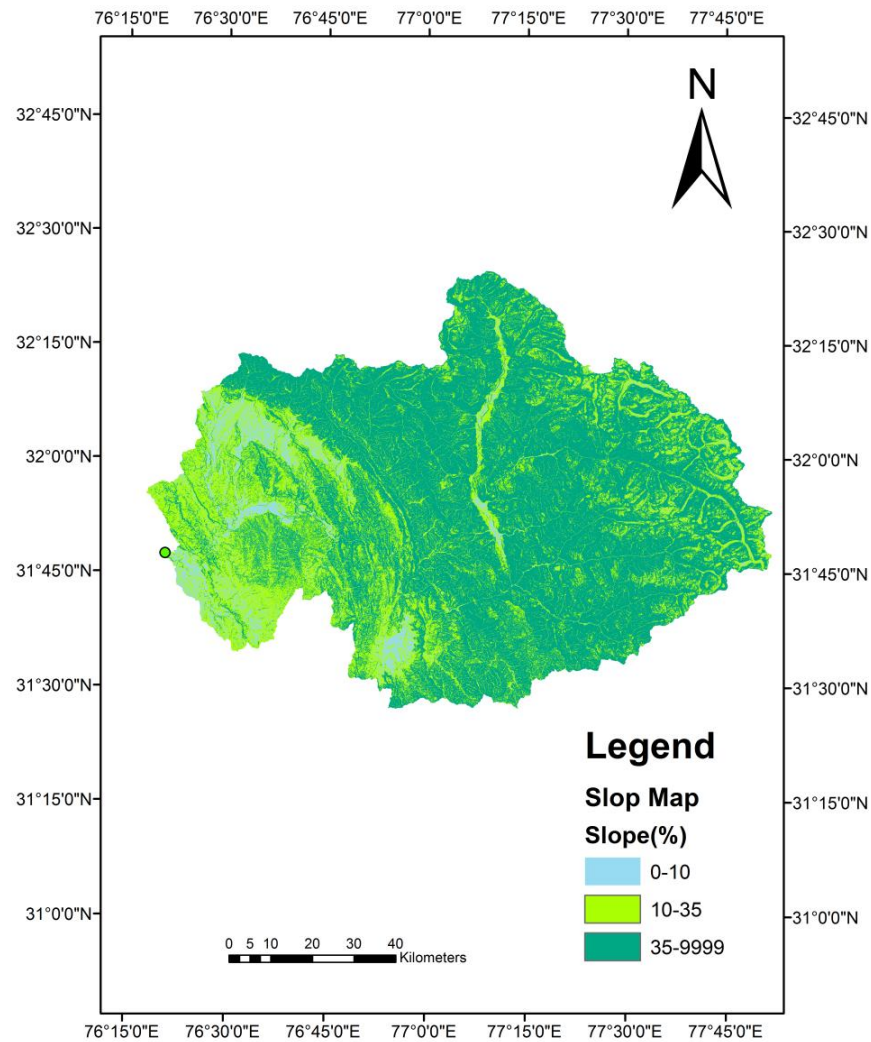 76°15'0"E 76°30'0"E 76°45'0"E 77°0'0"E 77°15'0"E 77°30'0"E 77°45'0"E
N
32°45'0"N 32°45'0"N
32°30'0"N 32°30'0"N
32°15'0"N 32°15'0"N
32°0'0"N 32°0'0"N
31°45'0"N 31°45'0"N
31°30'0"N 31°30'0"N
Legend
31°15'0"N 31°15'0"N
Slop Map
Slope(%)
0-10
10-35
31°0'0"N 31°0'0"N
35-9999
0 5 10 20 30 40
Kilometers
76°15'0"E 76°30'0"E 76°45'0"E 77°0'0"E 77°15'0"E 77°30'0"E 77°45'0"E